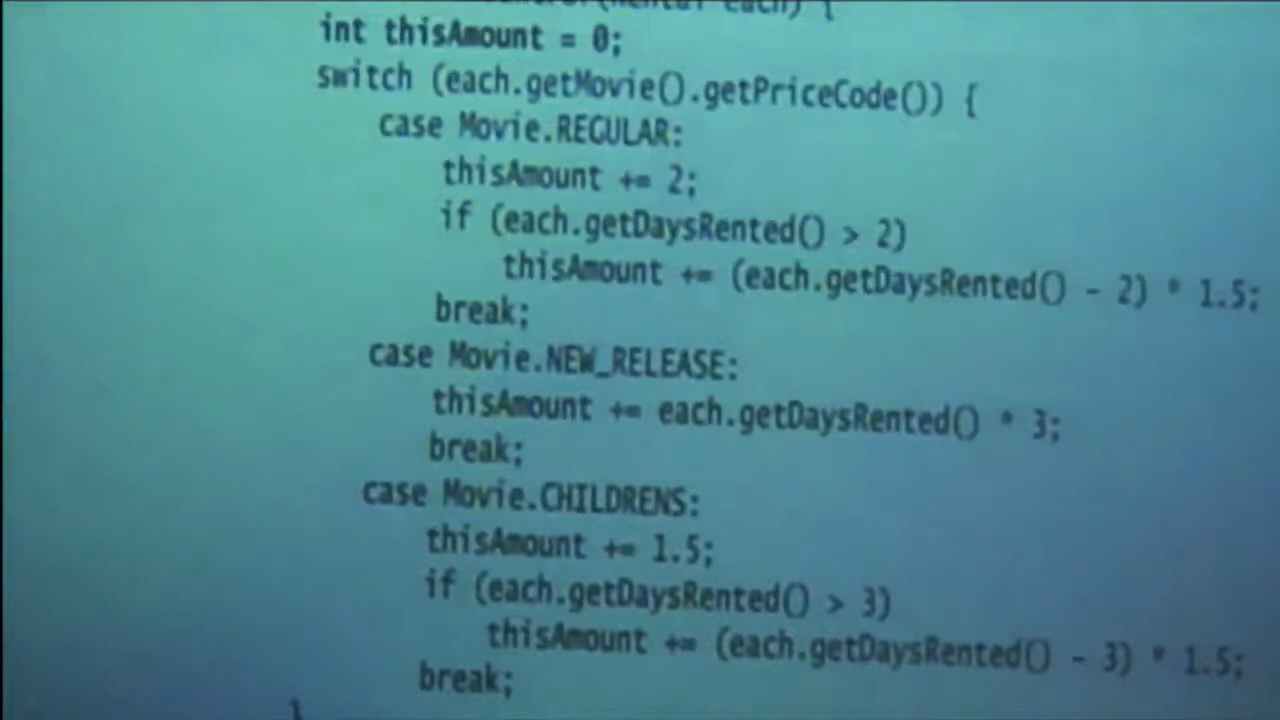 each) {
int thisAmount = 0;
switch (each.getMovie().getPriceCode()) {
case Movie.REGULAR:
thisAmount += 2;
if (each.getDaysRented() > 2)
thisAmount += (each.getDaysRented() - 2) * 1.5;
break;
case Movie.NEW_RELEASE:
thisAmount += each.getDaysRented() * 3;
break;
case Movie.CHILDRENS:
thisAmount += 1.5;
if (each.getDaysRented() > 3)
thisAmount += (each.getDaysRented() - 3) * 1.5;
break;
}